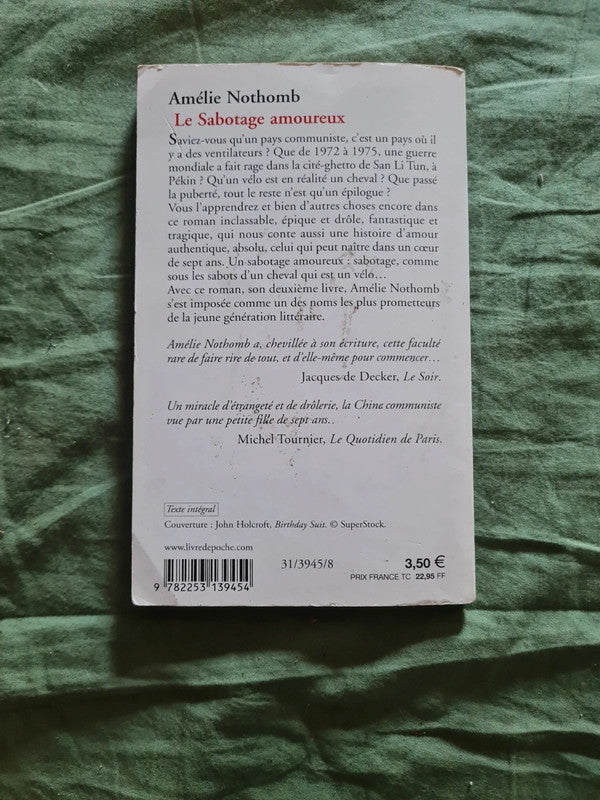 Amélie Nothomb
Le Sabotage amoureux
Saviez-vous qu'un pays communiste, c'est un pays où il
y a des ventilateurs ? Que de 1972 à 1975, une guerre
mondiale a fait rage dans la cité-ghetto de San Li Tun, à
Pékin ? Qu'un vélo est en réalité un cheval ? Que passé
la puberté, tout le reste n'est qu'un épilogue ?
Vous l'apprendrez et bien d'autres choses encore dans
ce roman inclassable, épique et drôle, fantastique et
tragique, qui nous conte aussi une histoire d'amour
authentique, absolu, celui qui peut naître dans un cœur
de sept ans. Un sabotage amoureux : sabotage, comme
sous les sabots d'un cheval qui est un vélo…
Avec ce roman, son deuxième livre, Amélie Nothomb
s'est imposée comme un des noms les plus prometteurs
de la jeune génération littéraire.
Amélie Nothomb a, chevillée à son écriture, cette faculté
rare de faire rire de tout, et d'elle-même pour commencer…
Jacques de Decker, Le Soir.
Un miracle d'étrangeté et de drôlerie, la Chine communiste
vue par une petite fille de sept ans..
Michel Tournier, Le Quotidien de Paris.
Texte intégral
Couverture : John Holcroft, Birthday Suit. © SuperStock.
www.livredepoche.com
31/3945/8
3,50 €
PRIX FRANCE TC 22,95 FF
9 782253 139454